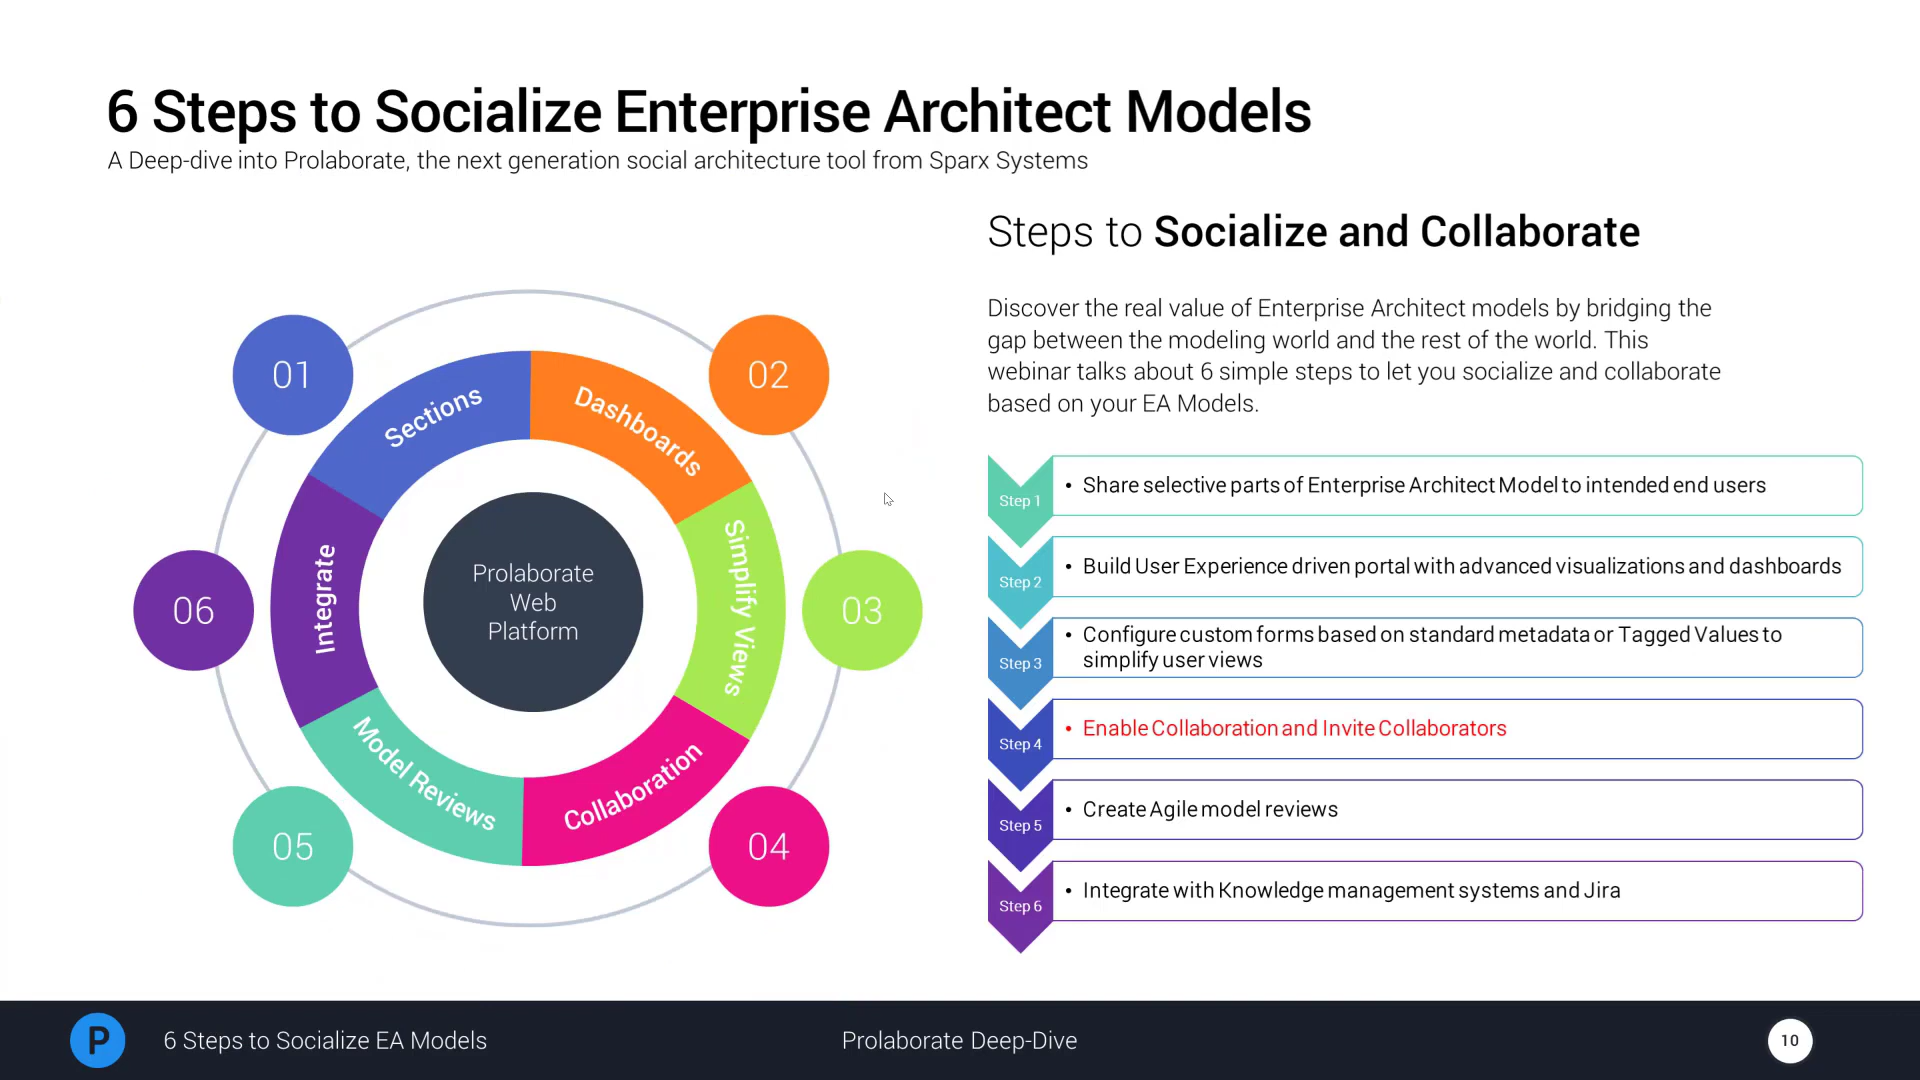 6 Steps to Socialize Enterprise Architect Models
A Deep-dive into Prolaborate, the next generation social architecture tool from Sparx Systems
01
02
03
04
05
06
Sections
Dashboards
Simplify Views
Collaboration
Model Reviews
Integrate
Prolaborate
Web
Platform
Steps to Socialize and Collaborate
Discover the real value of Enterprise Architect models by bridging the
gap between the modeling world and the rest of the world. This
webinar talks about 6 simple steps to let you socialize and collaborate
based on your EA Models.
Step 1
• Share selective parts of Enterprise Architect Model to intended end users
Step 2
• Build User Experience driven portal with advanced visualizations and dashboards
Step 3
• Configure custom forms based on standard metadata or Tagged Values to
simplify user views
Step 4
• Enable Collaboration and Invite Collaborators
Step 5
• Create Agile model reviews
Step 6
• Integrate with Knowledge management systems and Jira
P
6 Steps to Socialize EA Models
Prolaborate Deep-Dive
10